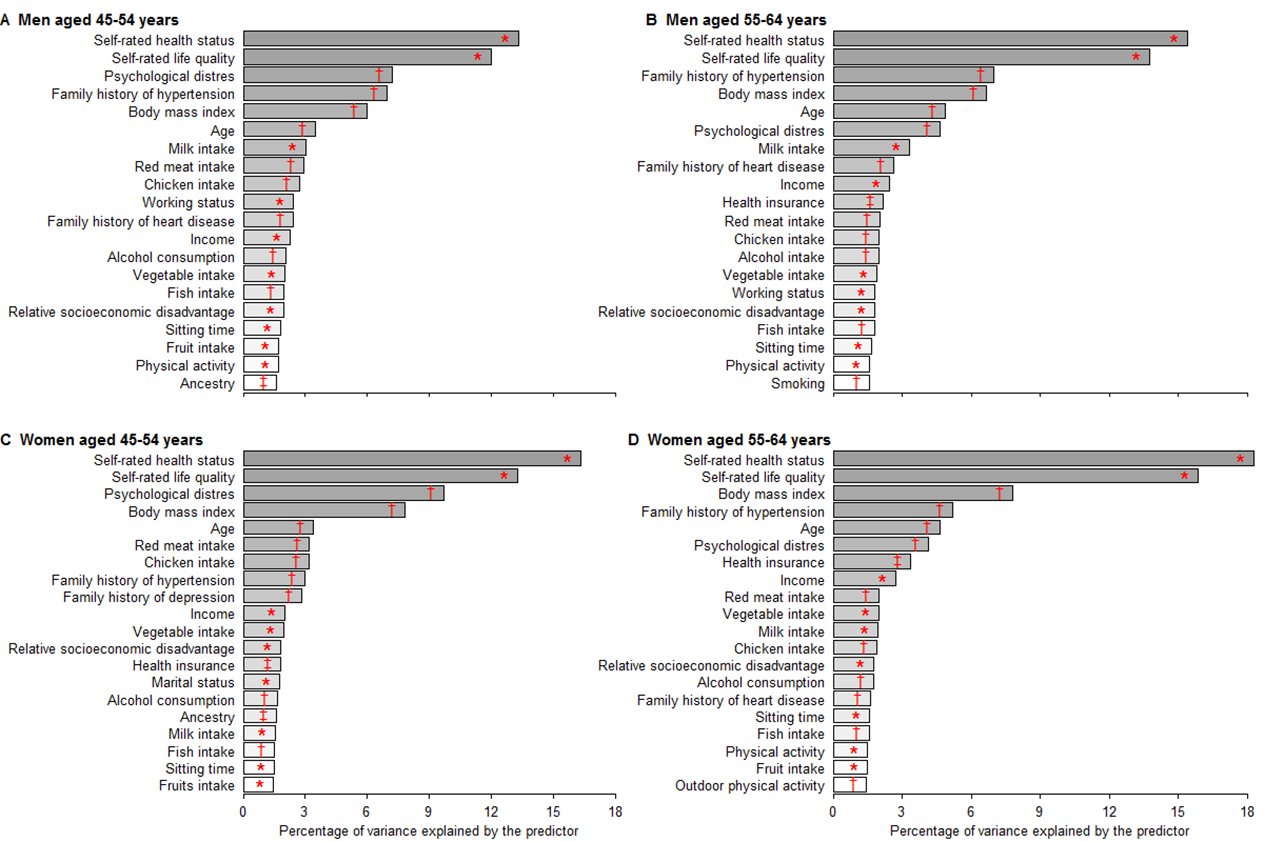 A Men aged 45-54 years
Self-rated health status
Self-rated life quality
Psychological distres
Family history of hypertension
Body mass index
Age
Milk intake
Red meat intake
Chicken intake
Working status
Family history of heart disease
Income
Alcohol consumption
Vegetable intake
Fish intake
Relative socioeconomic disadvantage
Sitting time
Fruit intake
Physical activity
Ancestry
B Men aged 55-64 years
Self-rated health status
Self-rated life quality
Family history of hypertension
Body mass index
Age
Psychological distres
Milk intake
Family history of heart disease
Income
Health insurance
Red meat intake
Chicken intake
Alcohol intake
Vegetable intake
Working status
Relative socioeconomic disadvantage
Fish intake
Sitting time
Physical activity
Smoking
C Women aged 45-54 years
Self-rated health status
Self-rated life quality
Psychological distres
Body mass index
Age
Red meat intake
Chicken intake
Family history of hypertension
Family history of depression
Income
Vegetable intake
Relative socioeconomic disadvantage
Health insurance
Marital status
Alcohol consumption
Ancestry
Milk intake
Fish intake
Sitting time
Fruits intake
0 3 6 9 12 15 18
Percentage of variance explained by the predictor
D Women aged 55-64 years
Self-rated health status
Self-rated life quality
Body mass index
Family history of hypertension
Age
Psychological distres
Health insurance
Income
Red meat intake
Vegetable intake
Milk intake
Chicken intake
Relative socioeconomic disadvantage
Alcohol consumption
Family history of heart disease
Sitting time
Fish intake
Physical activity
Fruit intake
Outdoor physical activity
0 3 6 9 12 15 18
Percentage of variance explained by the predictor